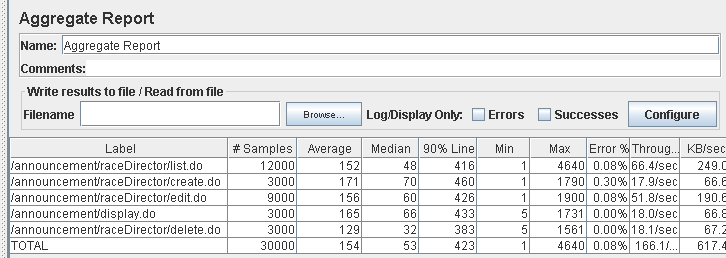 Aggregate Report
Name: Aggregate Report
Comments:
Write results to file / Read from file
Filename Browse... Log/Display Only: Errors Successes Configure
Label # Samples Average Median 90% Line Min Max Error % Throug... KB/sec
/announcement/raceDirector/list.do 12000 152 48 416 1 4640 0.08% 66.4/sec 249.0
/announcement/raceDirector/create.do 3000 171 70 460 1 1790 0.30% 17.9/sec 66.6
/announcement/raceDirector/edit.do 9000 156 60 426 1 1900 0.08% 51.8/sec 190.6
/announcement/display.do 3000 165 66 433 5 1731 0.00% 18.0/sec 66.8
/announcement/raceDirector/delete.do 3000 129 32 383 5 1561 0.00% 18.1/sec 67.2
TOTAL 30000 154 53 423 1 4640 0.08% 166.1/... 617.4